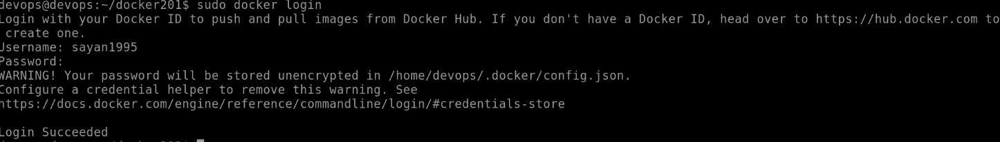 devops@devops:~/docker201$ sudo docker login
Login with your Docker ID to push and pull images from Docker Hub. If you don't have a Docker ID, head over to https://hub.docker.com to
create one.
Username: sayan1995
Password:
WARNING! Your password will be stored unencrypted in /home/devops/.docker/config.json.
Configure a credential helper to remove this warning. See
https://docs.docker.com/engine/reference/commandline/login/#credentials-store
Login Succeeded